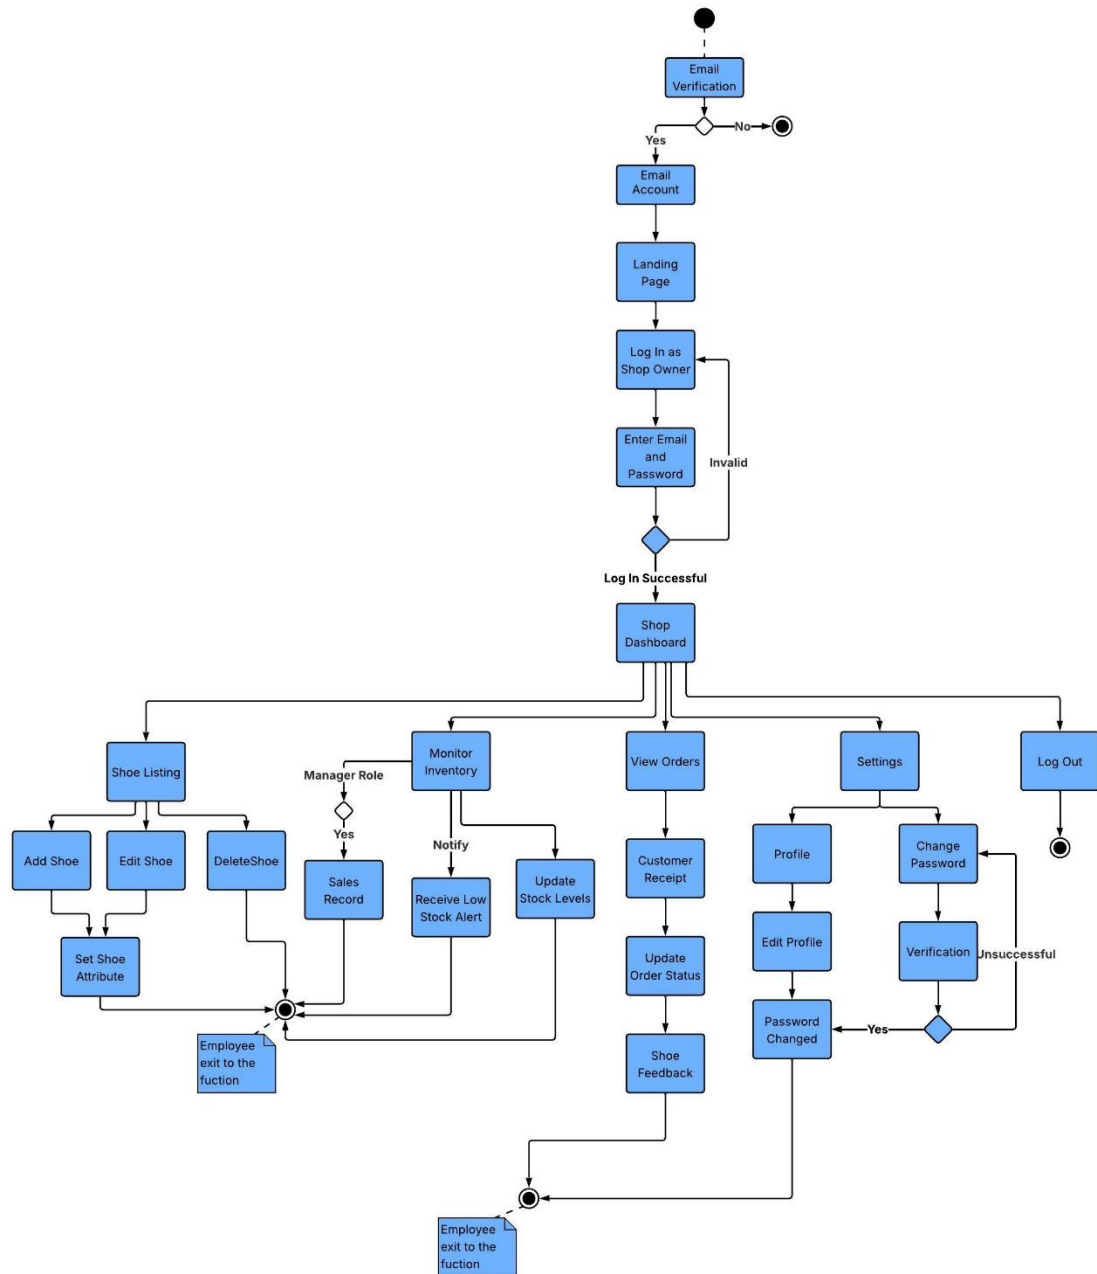 Email
Verification
No
Yes
Email
Account
Landing
Page
Log In as
Shop Owner
Enter Email
and
Password
Invalid
Log In Successful
Shop
Dashboard
Shoe Listing
Monitor
Inventory
View Orders
Settings
Log Out
Manager Role
Yes
Notify
Add Shoe
Edit Shoe
DeleteShoe
Sales
Record
Receive Low
Stock Alert
Update
Stock Levels
Customer
Receipt
Profile
Change
Password
Set Shoe
Attribute
Update
Order Status
Edit Profile
Verification
Unsuccessful
Employee
exit to the
fuction
Shoe
Feedback
Password
Changed
Yes
Employee
exit to the
fuction